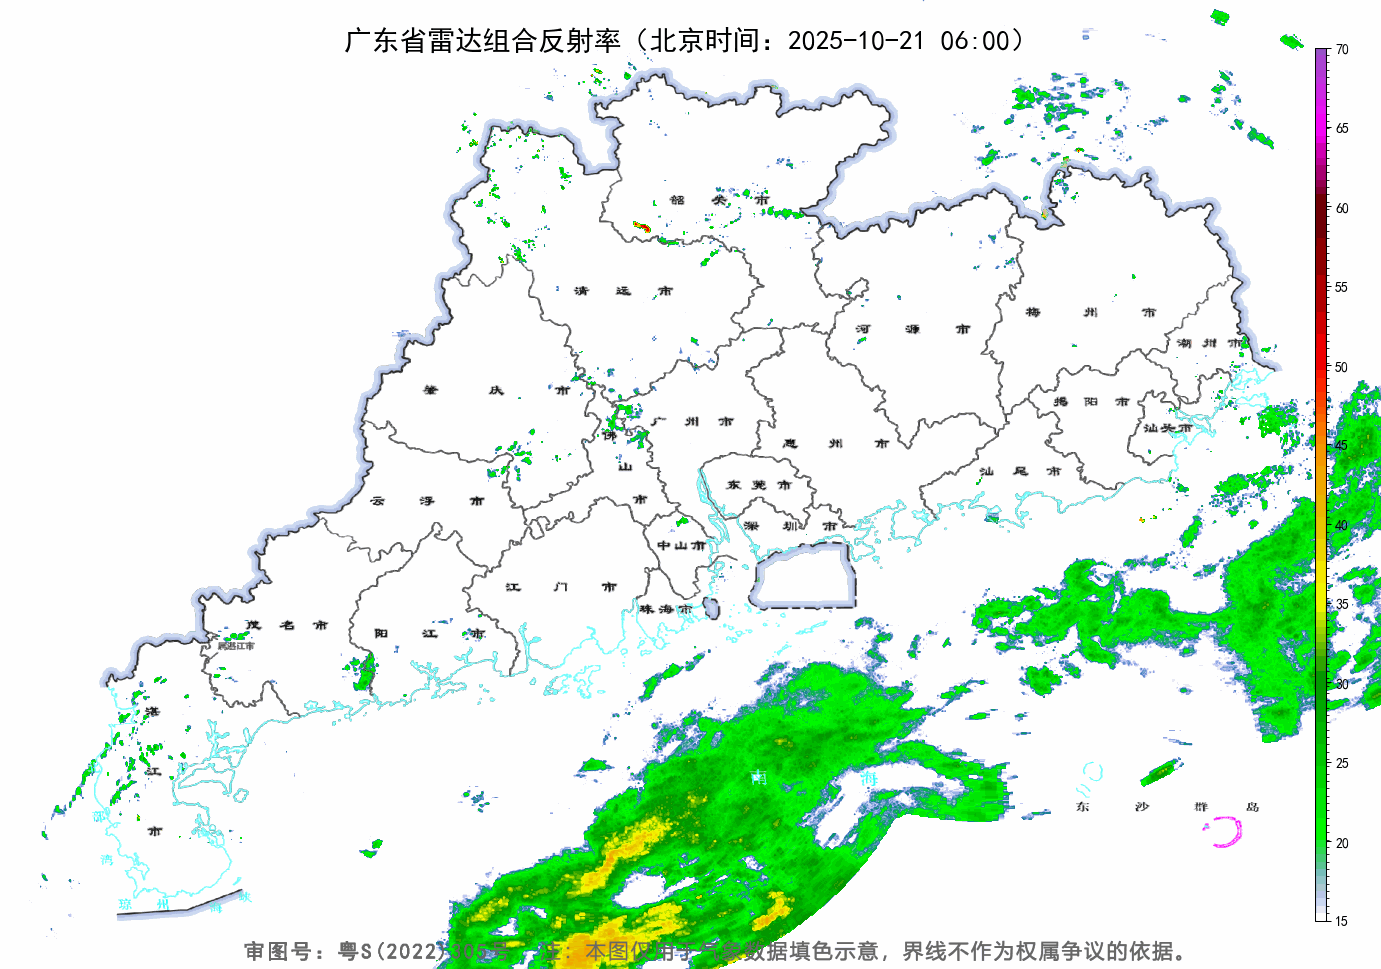 广东省雷达组合反射率（北京时间：2025-10-21 06:00）
70
65
60
55
50
45
40
35
30
25
20
15
韶关市
清远市
河源市
梅州市
潮州市
肇庆市
广州市
佛山市
惠州市
揭阳市
汕头市
汕尾市
东莞市
云浮市
深圳市
中山市
江门市
珠海市
茂名市
属湛江市
阳江市
湛江市
南海
东沙群岛
湾
琼州海峡
审图号：粤S(2022)305号 注：本图仅用于气象数据填色示意，界线不作为权属争议的依据。